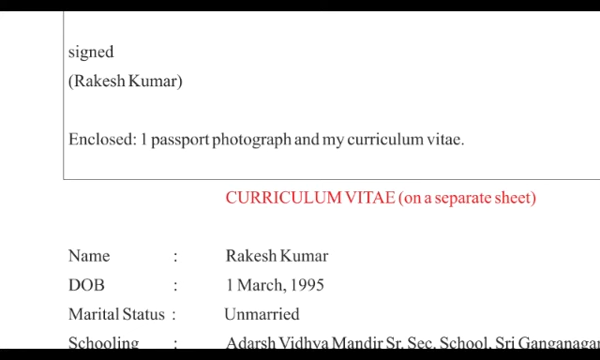 signed
(Rakesh Kumar)
Enclosed: 1 passport photograph and my curriculum vitae.
CURRICULUM VITAE (on a separate sheet)
Name : Rakesh Kumar
DOB : 1 March, 1995
Marital Status : Unmarried
Schooling : Adarsh Vidhya Mandir Sr. Sec. School, Sri Ganganagar